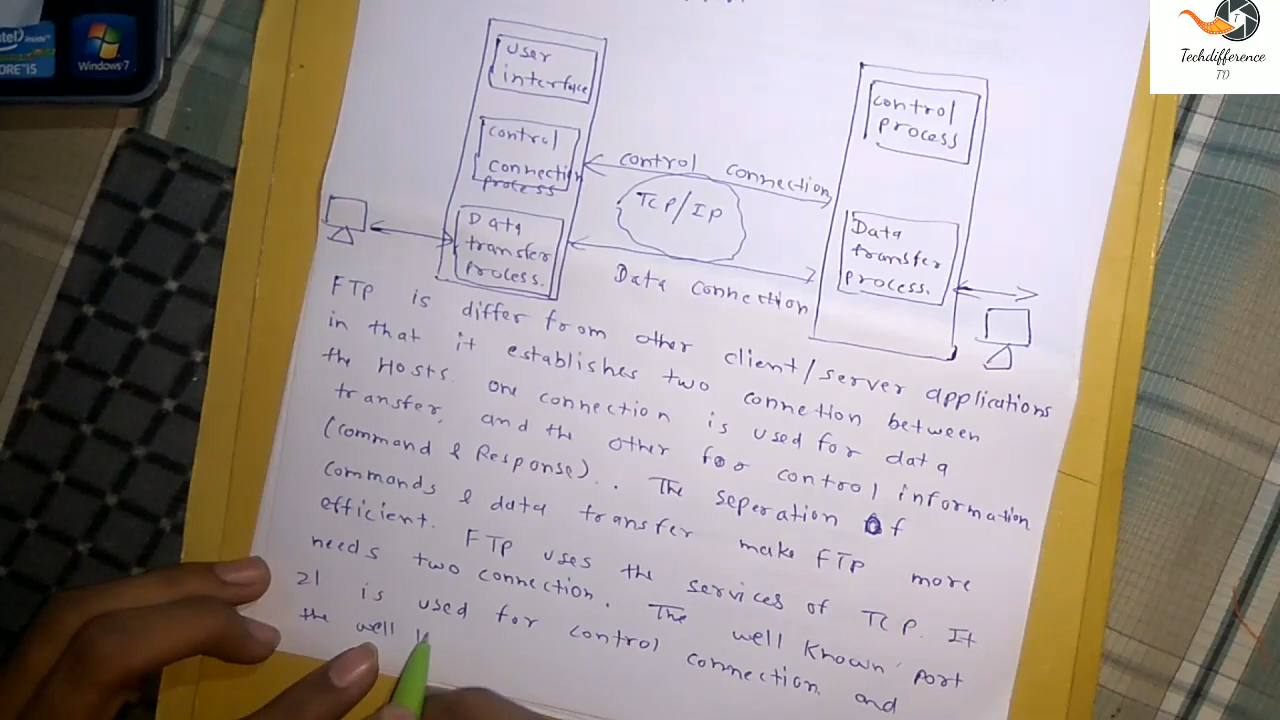 intel inside
CORE i5
Windows 7
Techdifference
TD
user
interface
control
connection
process
Data
transfer
process.
control connection
TCP/IP
Data connection
control
process
Data
transfer
process.
FTP is differ from other client/server applications
in that it establishes two connetion between
the Hosts. one connection is used for data
transfer, and the other for control information
(command & Response). . The seperation of
commands & data transfer make FTP more
efficient. FTP uses the services of TCP. It
needs two connection. The well known port
21 is used for control connection and
the well